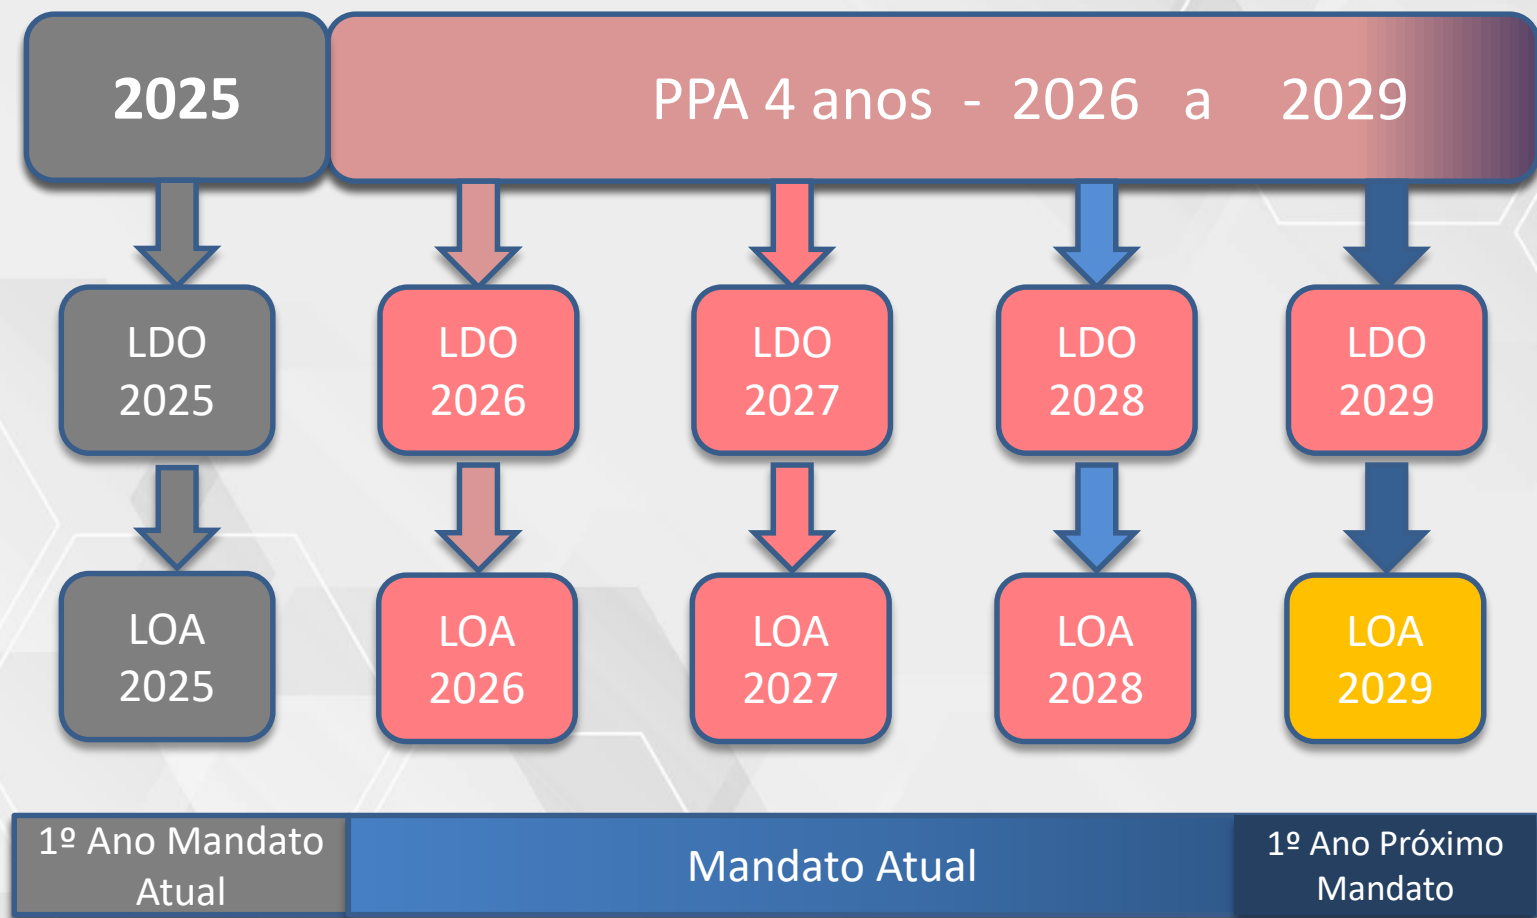 2025
PPA 4 anos - 2026 a 2029
LDO
2025
LDO
2026
LDO
2027
LDO
2028
LDO
2029
LOA
2025
LOA
2026
LOA
2027
LOA
2028
LOA
2029
1º Ano Mandato
Atual
Mandato Atual
1º Ano Próximo
Mandato